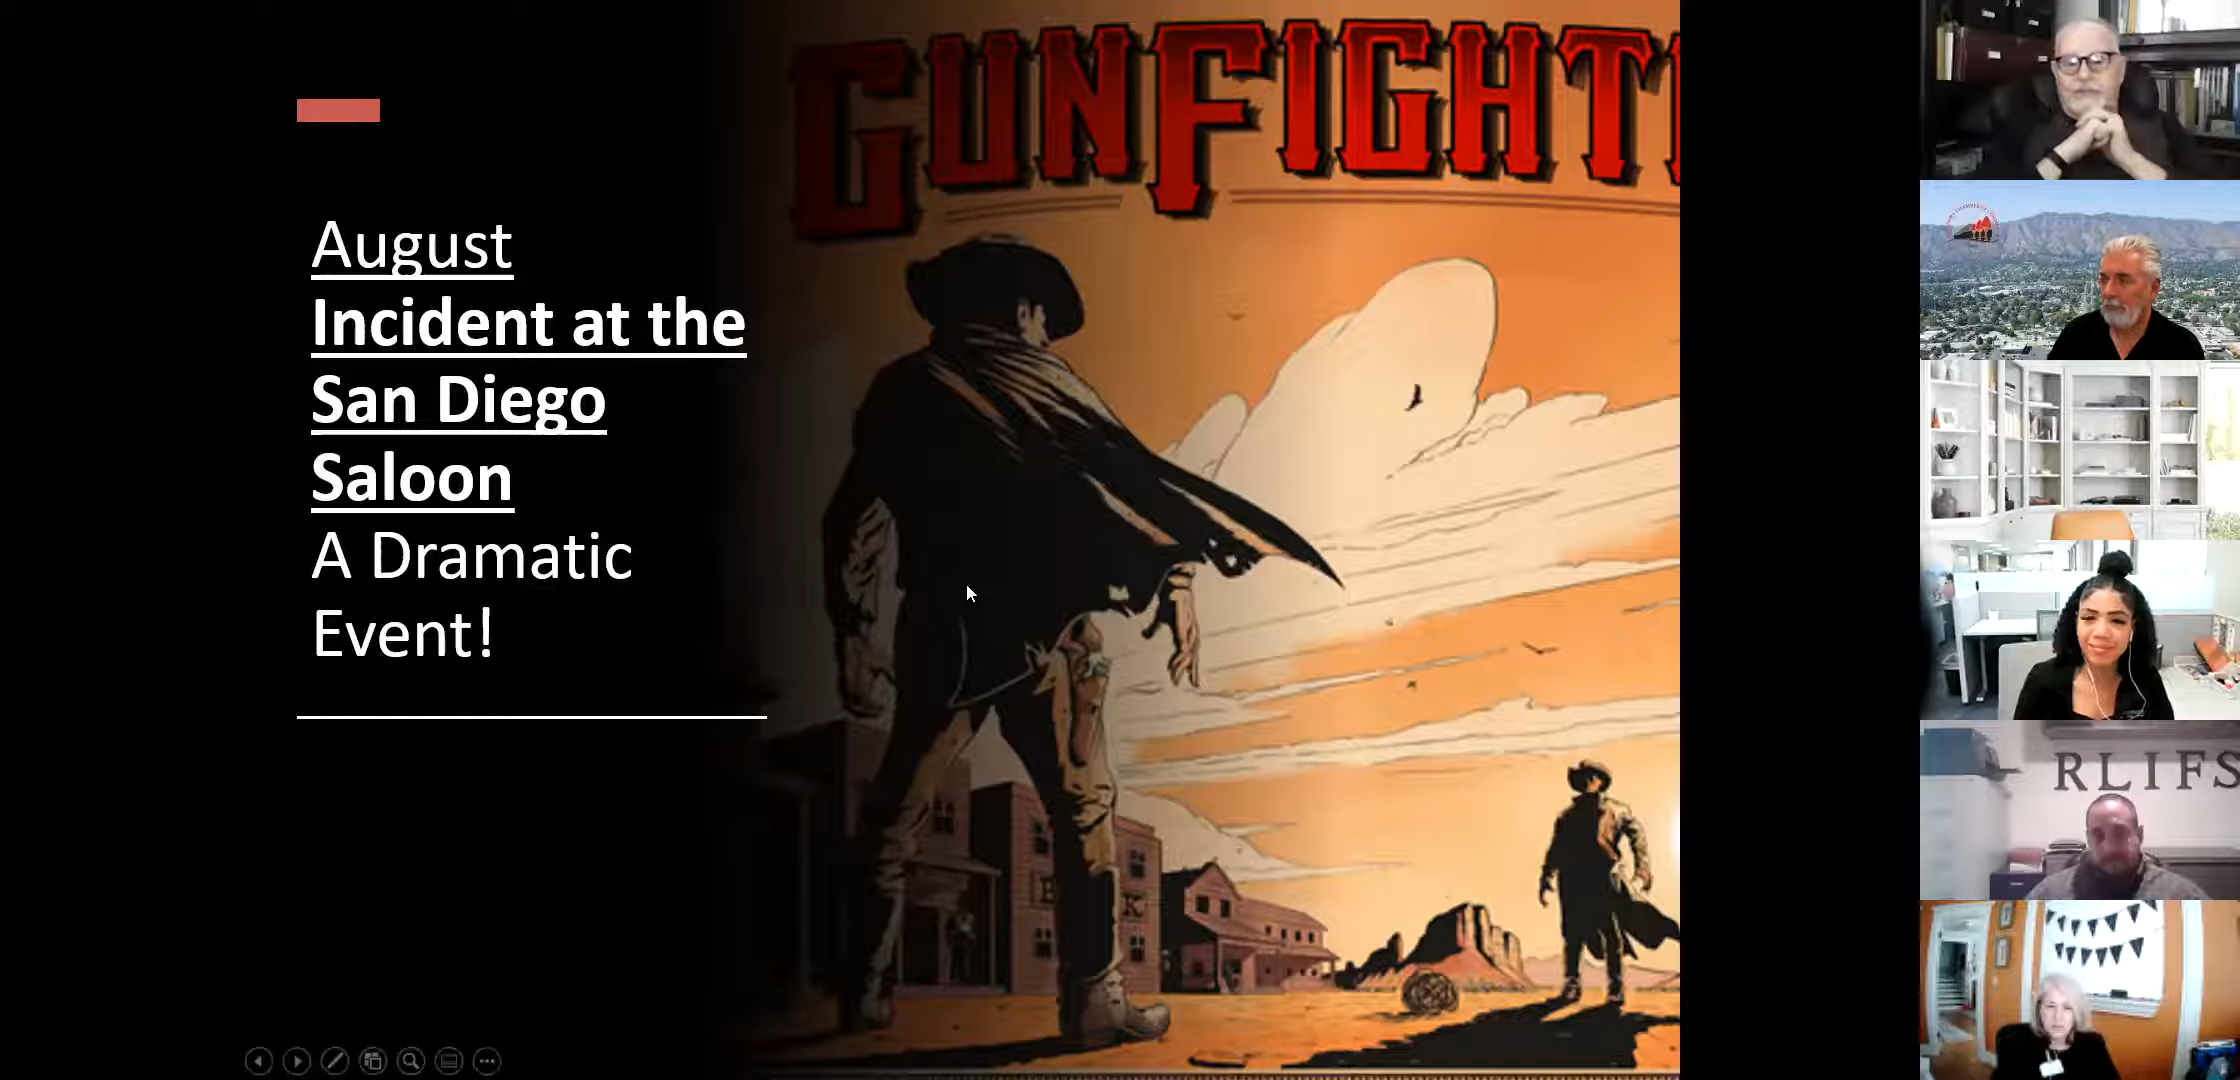 GUNFIGHT
August
Incident at the
San Diego
Saloon
A Dramatic
Event!
B K
RLIFS